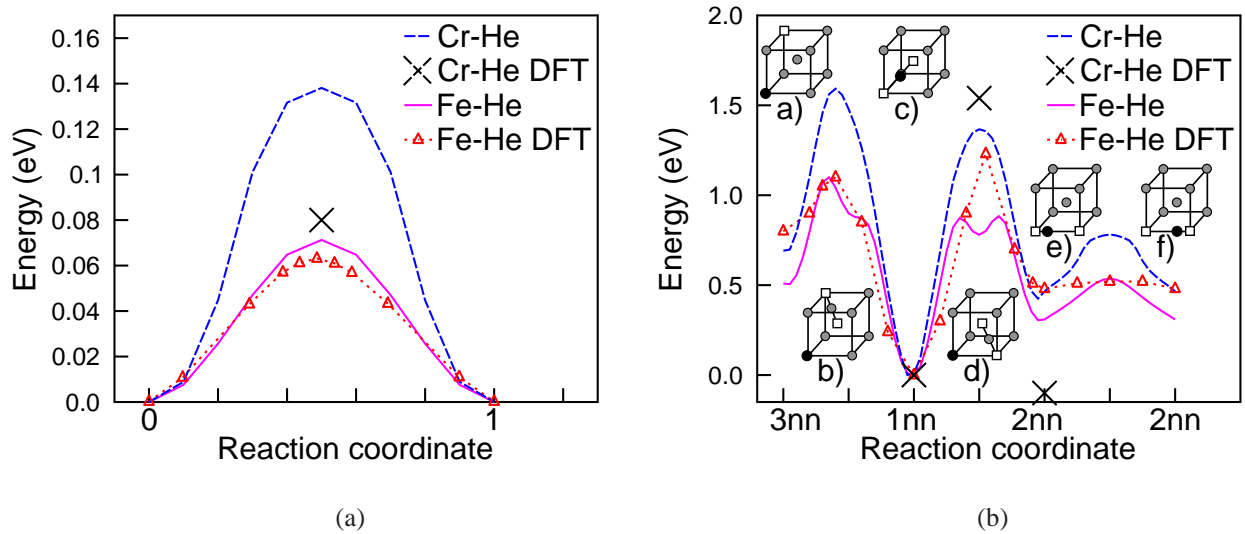 0.16
0.14
0.12
0.10
0.08
0.06
0.04
0.02
0.0
Energy (eV)
Cr-He
Cr-He DFT
Fe-He
Fe-He DFT
0
1
Reaction coordinate
(a)
2.0
1.5
1.0
0.5
0.0
Energy (eV)
Cr-He
Cr-He DFT
Fe-He
Fe-He DFT
a)
c)
e)
f)
b)
d)
3nn
1nn
2nn
2nn
Reaction coordinate
(b)